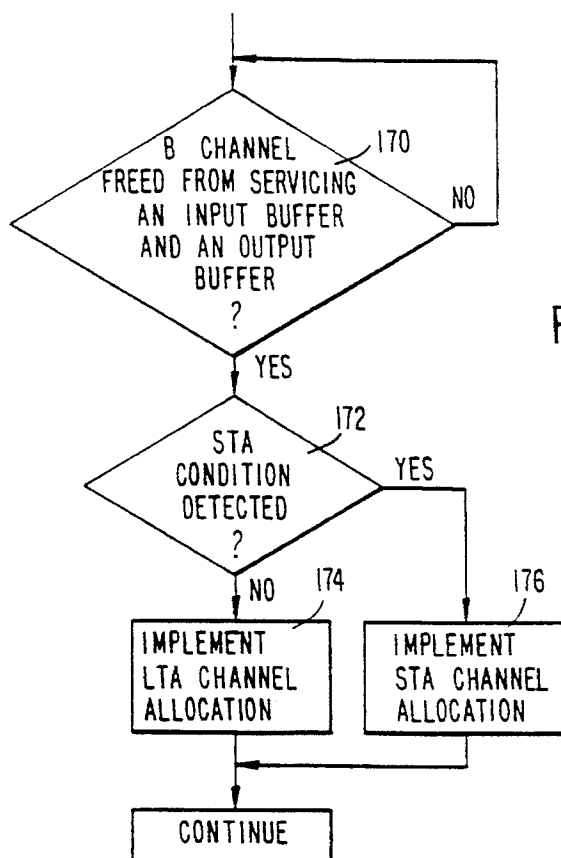 B CHANNEL
FREED FROM SERVICING
AN INPUT BUFFER
AND AN OUTPUT
BUFFER
?
170
NO
F
YES
STA
CONDITION
DETECTED
?
172
YES
NO
174
176
IMPLEMENT
LTA CHANNEL
ALLOCATION
IMPLEMENT
STA CHANNEL
ALLOCATION
CONTINUE